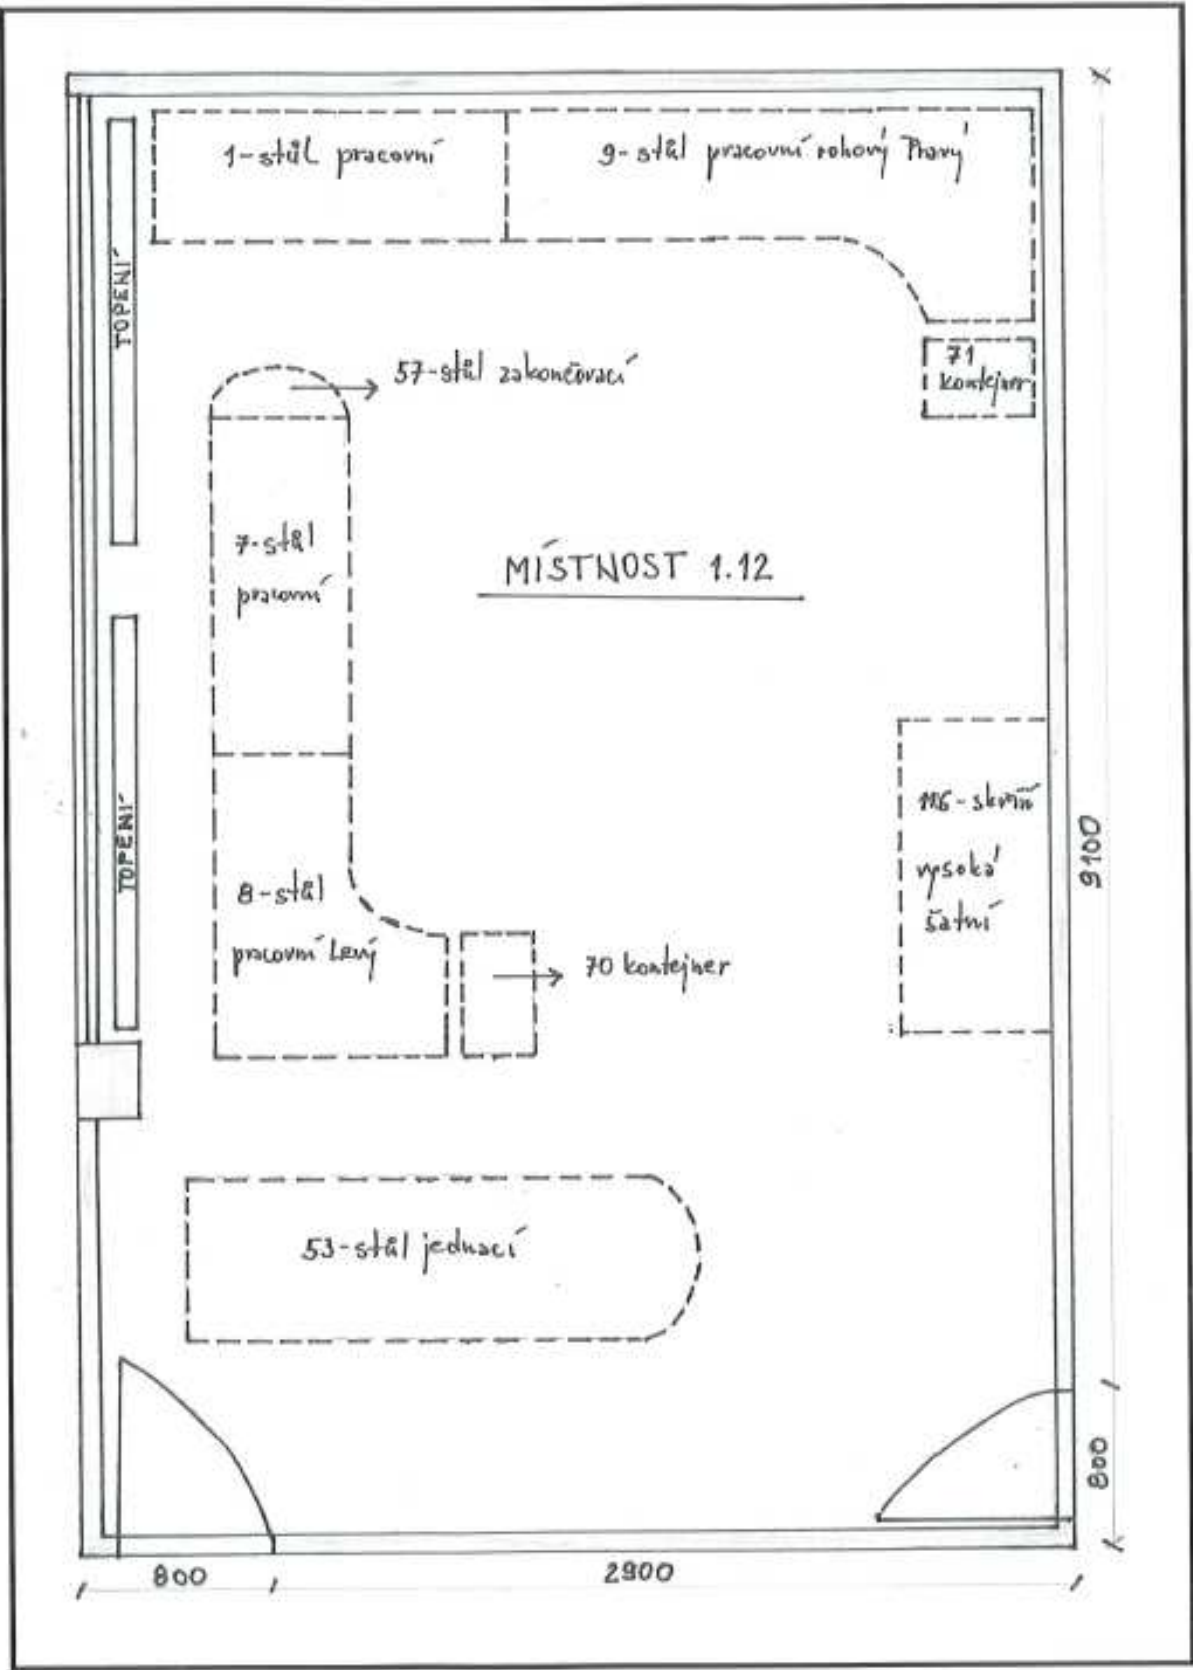 1-stůl pracovní
9-stůl pracovní rohový Pravý
TOPENÍ
57-stůl zakončovací
71
kontejner
7-stůl
pracovní
MÍSTNOST 1.12
TOPENÍ
116-skříň
vysoká
šatní
9100
8-stůl
pracovní Levý
70 kontejner
53-stůl jednací
800
800
2900